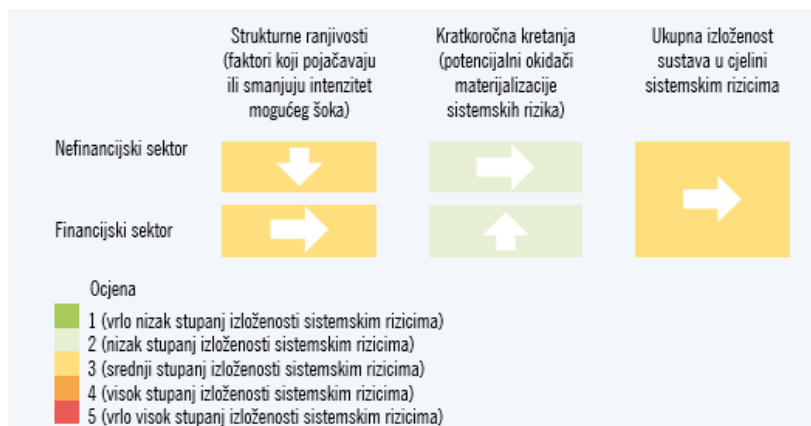 Strukturne ranjivosti
(faktori koji pojačavaju
ili smanjuju intenzitet
mogućeg šoka)
Kratkoročna kretanja
(potencijalni okidači
materijalizacije
sistemskih rizika)
Ukupna izloženost
sustava u cjelini
sistemskim rizicima
Nefinancijski sektor
Financijski sektor
Ocjena
1 (vrlo nizak stupanj izloženosti sistemskim rizicima)
2 (nizak stupanj izloženosti sistemskim rizicima)
3 (srednji stupanj izloženosti sistemskim rizicima)
4 (visok stupanj izloženosti sistemskim rizicima)
5 (vrlo visok stupanj izloženosti sistemskim rizicima)